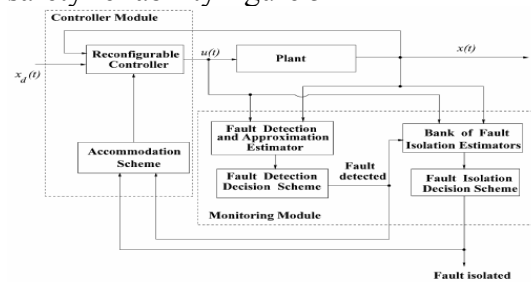 Controller Module
Reconfigurable
Controller
u(t)
Plant
x(t)
x_d(t)
Accommodation
Scheme
Fault Detection
and Approximation
Estimator
Fault Detection
Decision Scheme
Fault
detected
Bank of Fault
Isolation Estimators
Fault Isolation
Decision Scheme
Monitoring Module
Fault isolated